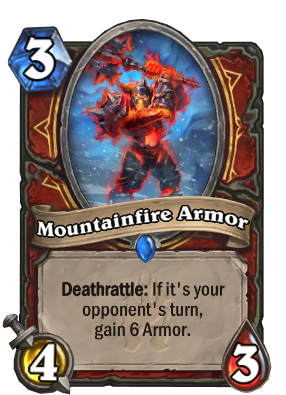 3
Mountainfire Armor
Deathrattle: If it's your
opponent's turn,
gain 6 Armor.
4
3